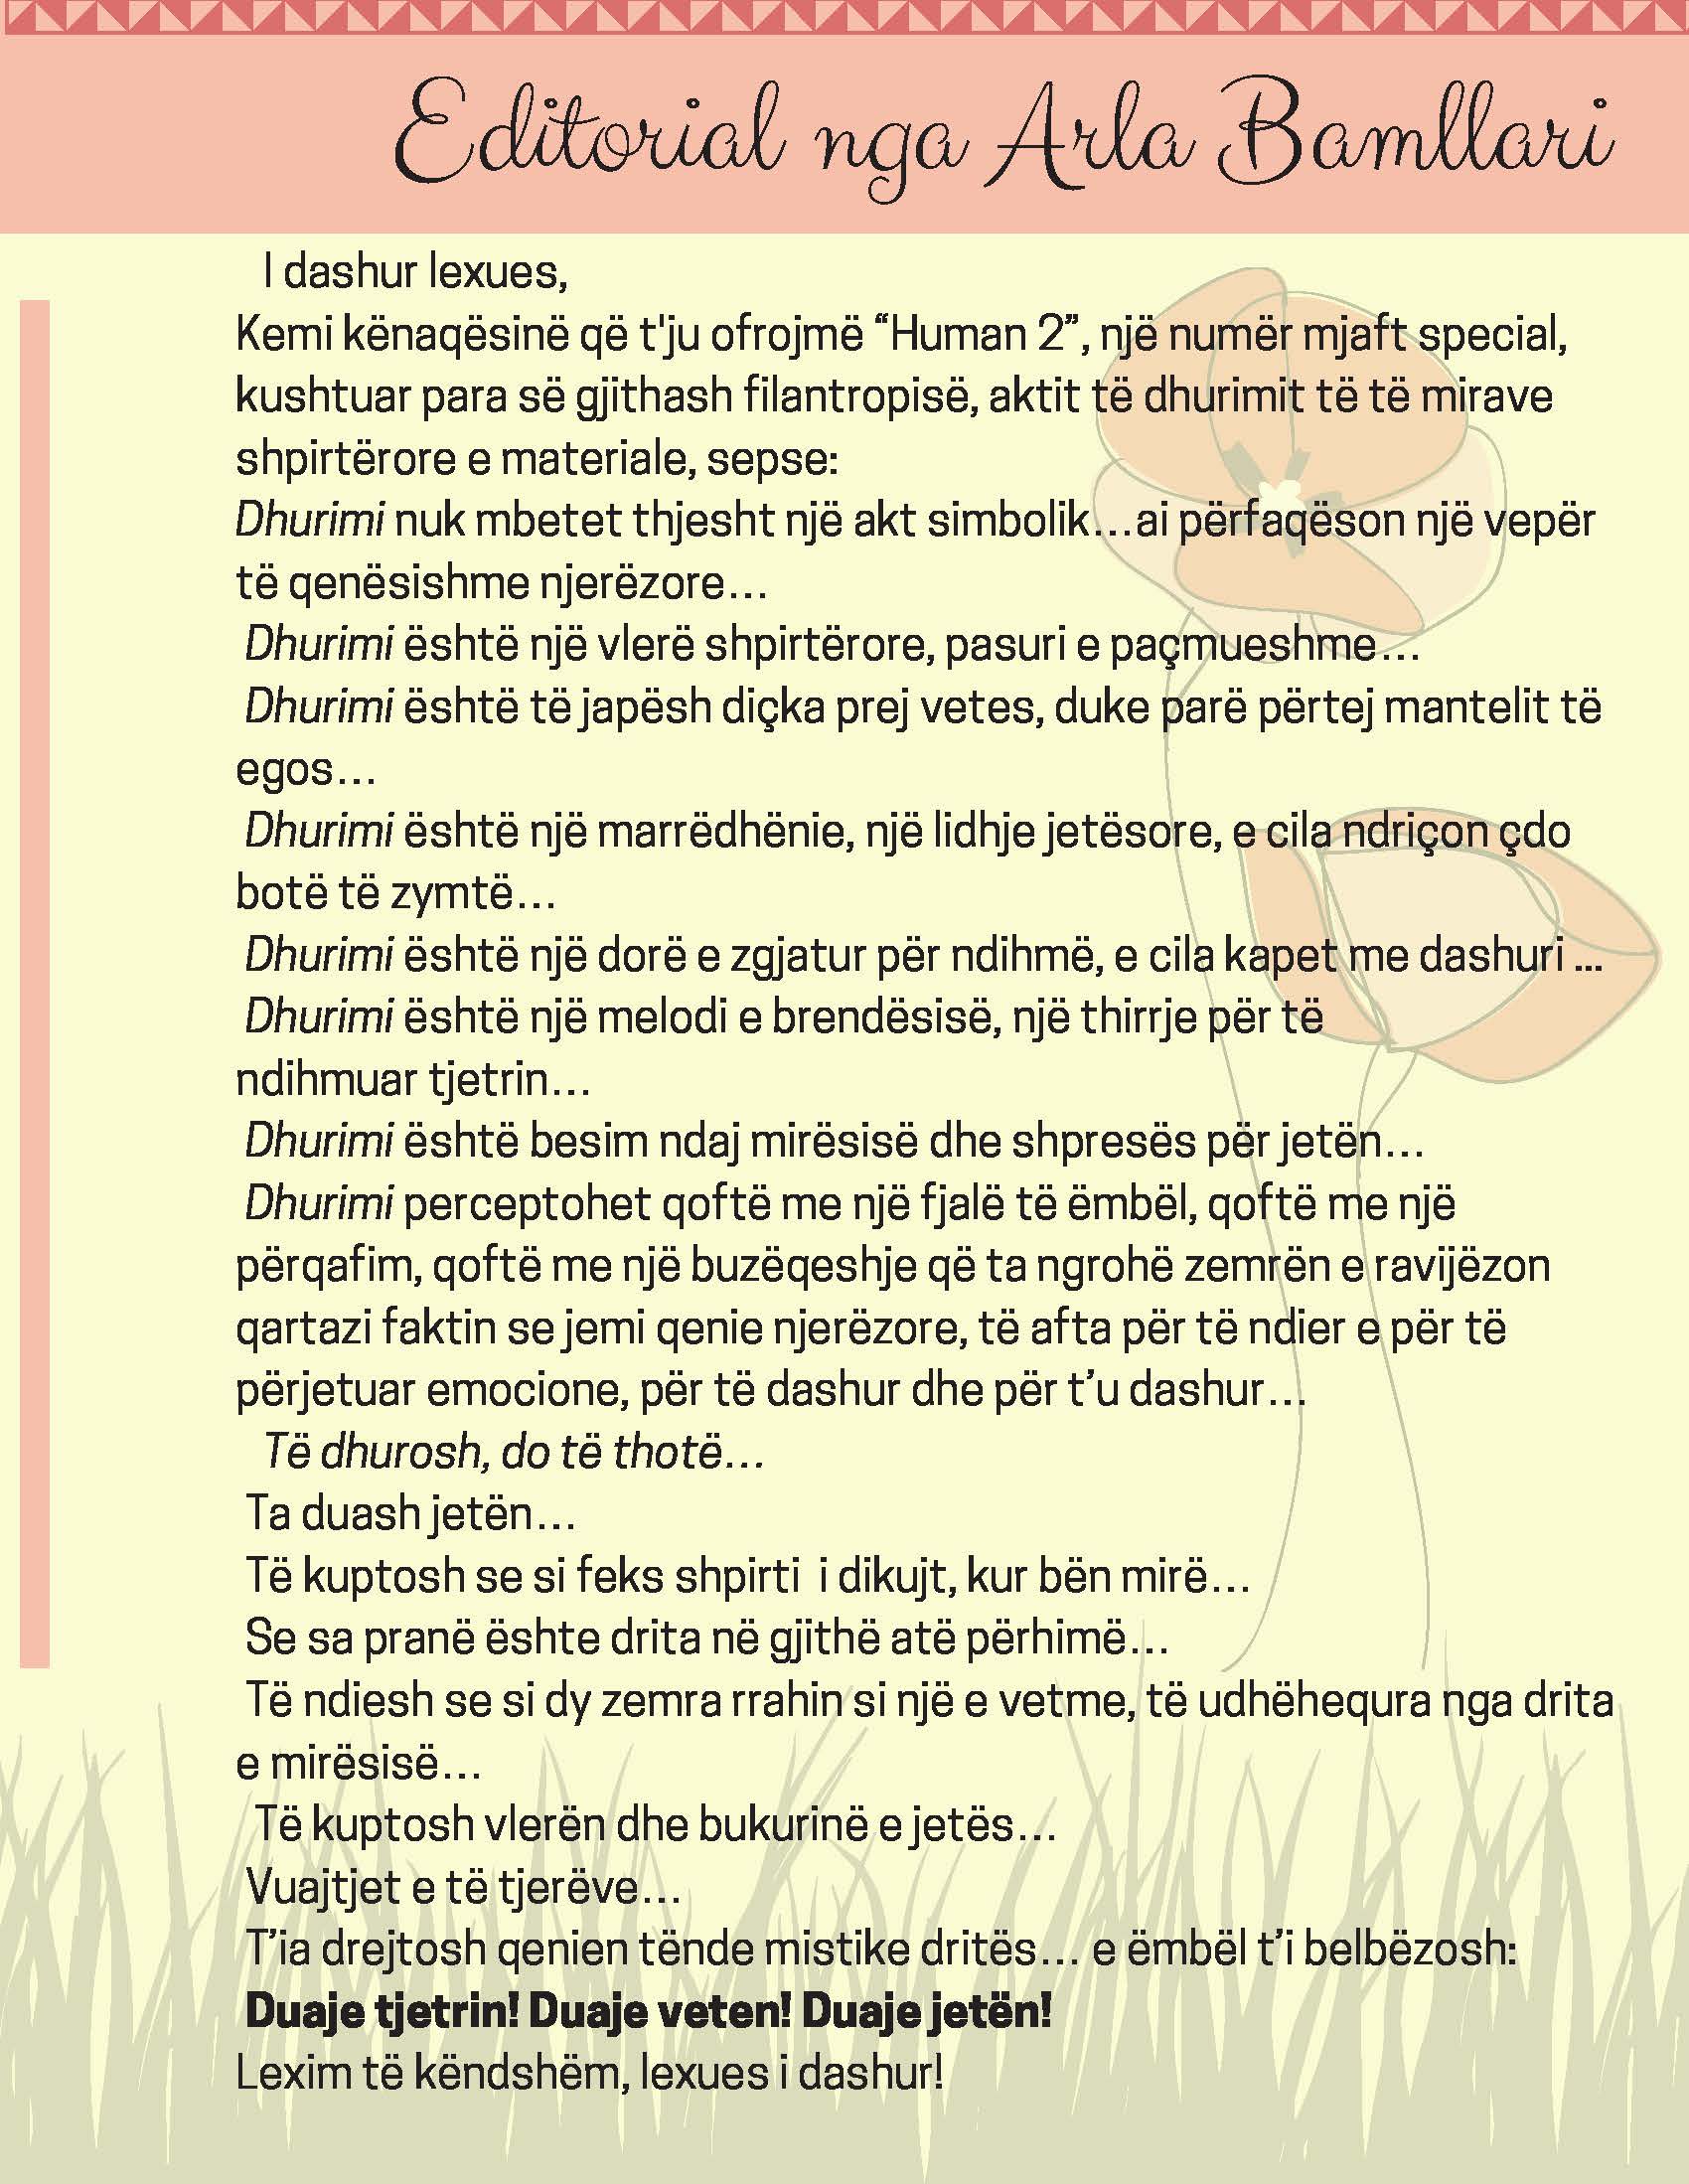 Editorial nga Arla Bamllari
I dashur lexues,
Kemi kënaqësinë që t'ju ofrojmë “Human 2”, një numër mjaft special,
kushtuar para së gjithash filantropisë, aktit të dhurimit të të mirave
shpirtërore e materiale, sepse:
Dhurimi nuk mbetet thjesht një akt simbolik...ai përfaqëson një vepër
të qenësishme njerëzore...
Dhurimi është një vlerë shpirtërore, pasuri e paçmueshme...
Dhurimi është të japësh diçka prej vetes, duke parë përtej mantelit të
egos...
Dhurimi është një marrëdhënie, një lidhje jetësore, e cila ndriçon çdo
botë të zymtë...
Dhurimi është një dorë e zgjatur për ndihmë, e cila kapet me dashuri ...
Dhurimi është një melodi e brendësisë, një thirrje për të
ndihmuar tjetrin...
Dhurimi është besim ndaj mirësisë dhe shpresës për jetën...
Dhurimi perceptohet qoftë me një fjalë të ëmbël, qoftë me një
përqafim, qoftë me një buzëqeshje që ta ngrohë zemrën e ravijëzon
qartazi faktin se jemi qenie njerëzore, të afta për të ndier e për të
përjetuar emocione, për të dashur dhe për t’u dashur...
Të dhurosh, do të thotë...
Ta duash jetën...
Të kuptosh se si feks shpirti i dikujt, kur bën mirë...
Se sa pranë ështe drita në gjithë atë përhimë...
Të ndiesh se si dy zemra rrahin si një e vetme, të udhëhequra nga drita
e mirësisë...
Të kuptosh vlerën dhe bukurinë e jetës...
Vuajtjet e të tjerëve...
T’ia drejtosh qenien tënde mistike dritës... e ëmbël t’i belbëzosh:
Duaje tjetrin! Duaje veten! Duaje jetën!
Lexim të këndshëm, lexues i dashur!